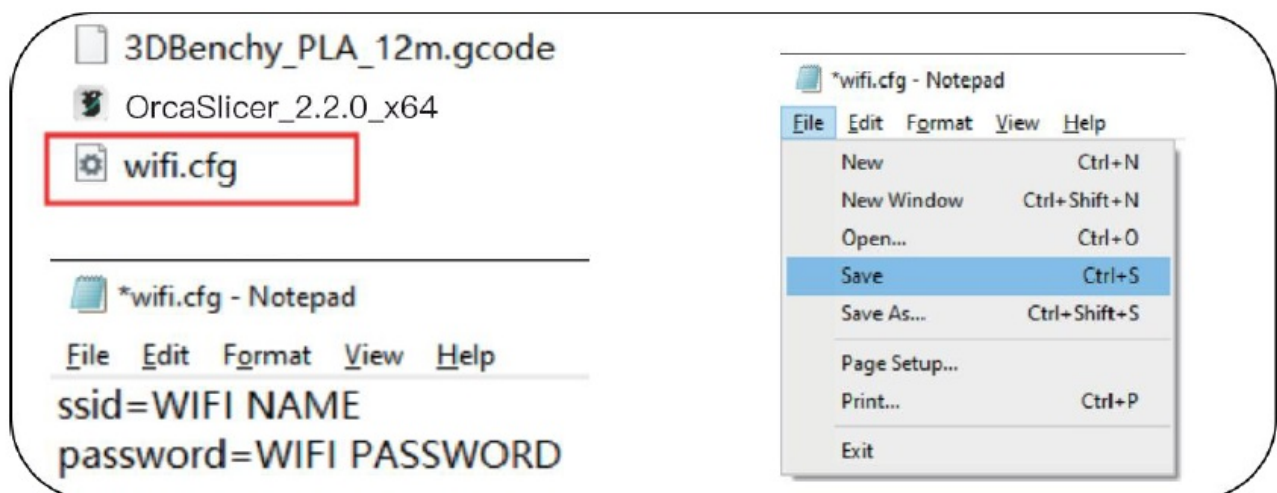 3DBenchy_PLA_12m.gcode
OrcaSlicer_2.2.0_x64
wifi.cfg
*wifi.cfg - Notepad
File Edit Format View Help
ssid=WIFI NAME
password=WIFI PASSWORD
*wifi.cfg - Notepad
File Edit Format View Help
New Ctrl+N
New Window Ctrl+Shift+N
Open... Ctrl+O
Save Ctrl+S
Save As... Ctrl+Shift+S
Page Setup...
Print... Ctrl+P
Exit